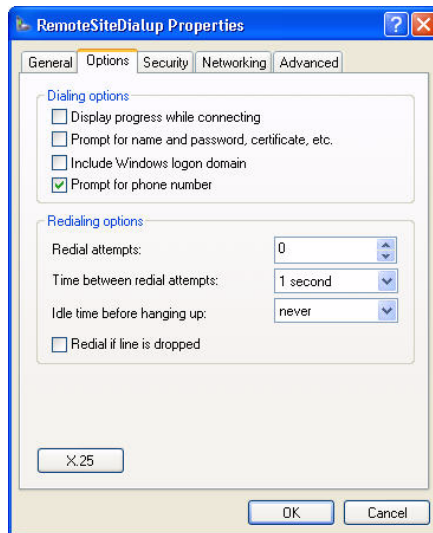 RemoteSiteDialup Properties
General Options Security Networking Advanced
Dialing options
Display progress while connecting
Prompt for name and password, certificate, etc.
Include Windows logon domain
Prompt for phone number
Redialing options
Redial attempts: 0
Time between redial attempts: 1 second
Idle time before hanging up: never
Redial if line is dropped
X.25
OK Cancel